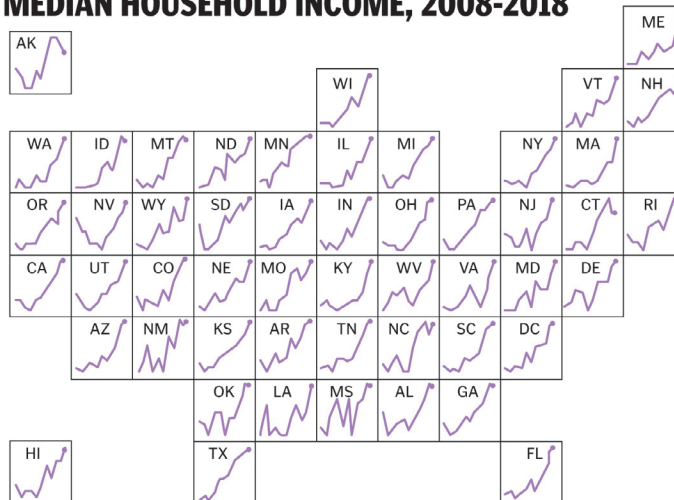 MEDIAN HOUSEHOLD INCOME, 2008-2018
ME
AK
WI
VT
NH
WA
ID
MT
ND
MN
IL
MI
NY
MA
OR
NV
WY
SD
IA
IN
OH
PA
NJ
CT
RI
CA
UT
CO
NE
MO
KY
WV
VA
MD
DE
AZ
NM
KS
AR
TN
NC
SC
DC
OK
LA
MS
AL
GA
HI
TX
FL